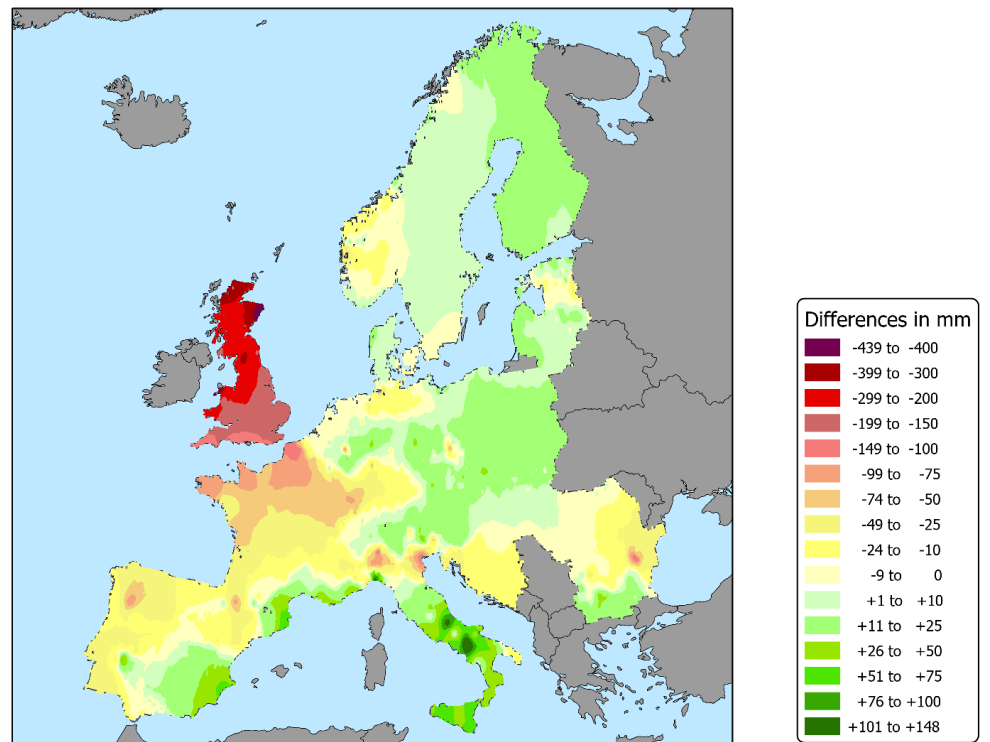 Differences in mm
-439 to -400
-399 to -300
-299 to -200
-199 to -150
-149 to -100
-99 to -75
-74 to -50
-49 to -25
-24 to -10
-9 to 0
+1 to +10
+11 to +25
+26 to +50
+51 to +75
+76 to +100
+101 to +148